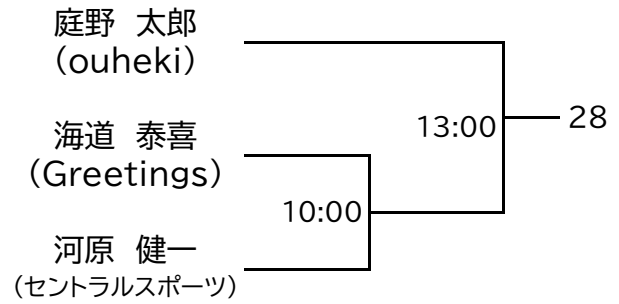 庭野 太郎
(ouheki)
13:00
28
海道 泰喜
(Greetings)
10:00
河原 健一
(セントラルスポーツ)